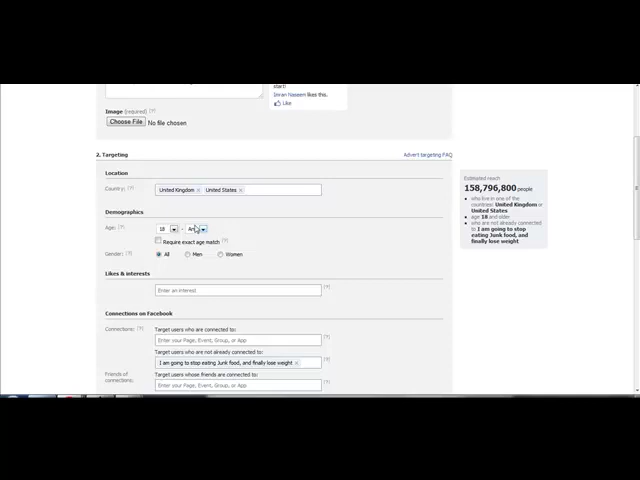 start!
Imran Naseem likes this.
Like
Image (required) [?]
Choose File No file chosen
2. Targeting
Advert targeting FAQ
Location
Country: [?]
United Kingdom × United States ×
Demographics
Age: [?]
18 - Any
Require exact age match [?]
Gender: [?]
All Men Women
Likes & interests
Enter an interest [?]
Connections on Facebook
Connections: [?]
Target users who are connected to:
Enter your Page, Event, Group, or App [?]
Target users who are not already connected to:
I am going to stop eating Junk food, and finally lose weight × [?]
Friends of connections:
Target users whose friends are connected to:
Enter your Page, Event, Group, or App [?]
Estimated reach
158,796,800 people
who live in one of the
countries: United Kingdom or
United States
age 18 and older
who are not already connected
to I am going to stop
eating Junk food, and
finally lose weight